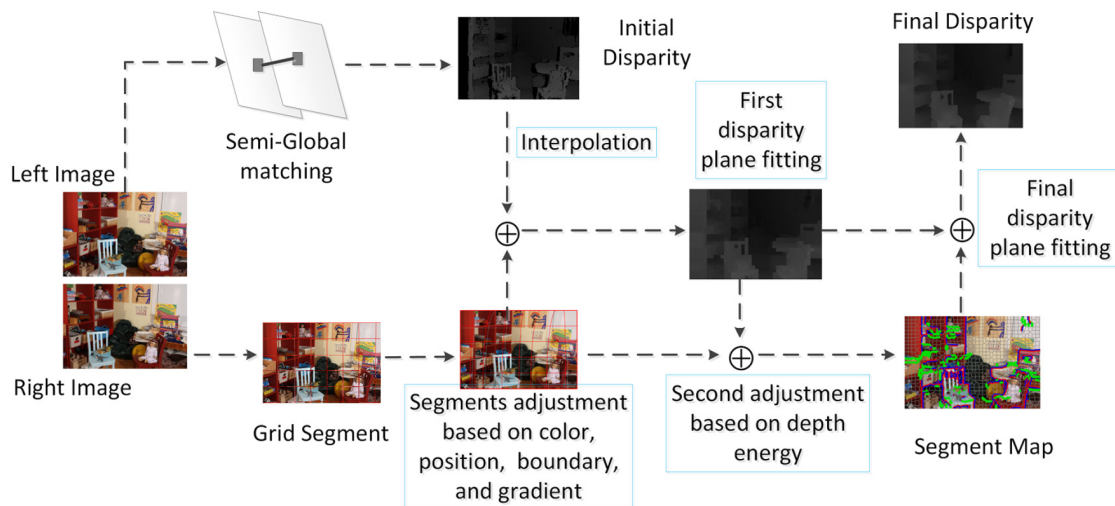 Initial
Disparity
Final Disparity
Semi-Global
matching
Interpolation
First
disparity
plane fitting
Final
disparity
plane fitting
Left Image
Right Image
Grid Segment
Segments adjustment
based on color,
position, boundary,
and gradient
Second adjustment
based on depth
energy
Segment Map